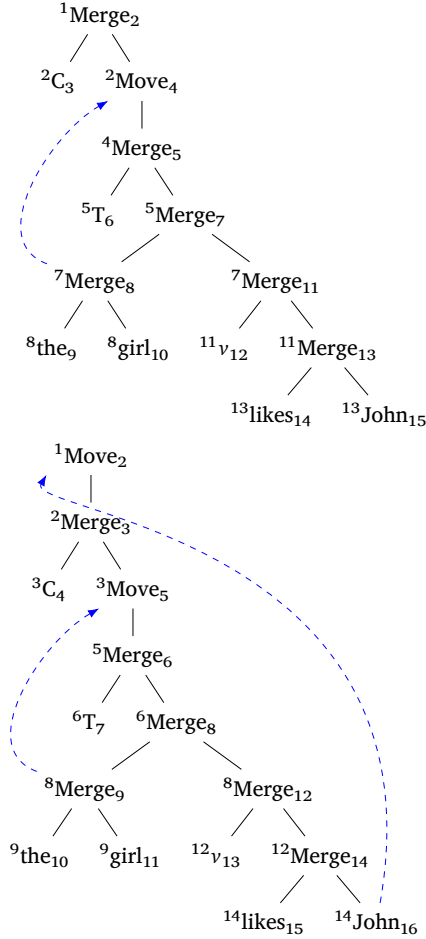 ¹Merge₂
²C₃ ²Move₄
⁴Merge₅
⁵T₆ ⁵Merge₇
⁷Merge₈ ⁷Merge₁₁
⁸the₉ ⁸girl₁₀ ¹¹v₁₂ ¹¹Merge₁₃
¹³likes₁₄ ¹³John₁₅
¹Move₂
²Merge₃
³C₄ ³Move₅
⁵Merge₆
⁶T₇ ⁶Merge₈
⁸Merge₉ ⁸Merge₁₂
⁹the₁₀ ⁹girl₁₁ ¹²v₁₃ ¹²Merge₁₄
¹⁴likes₁₅ ¹⁴John₁₆